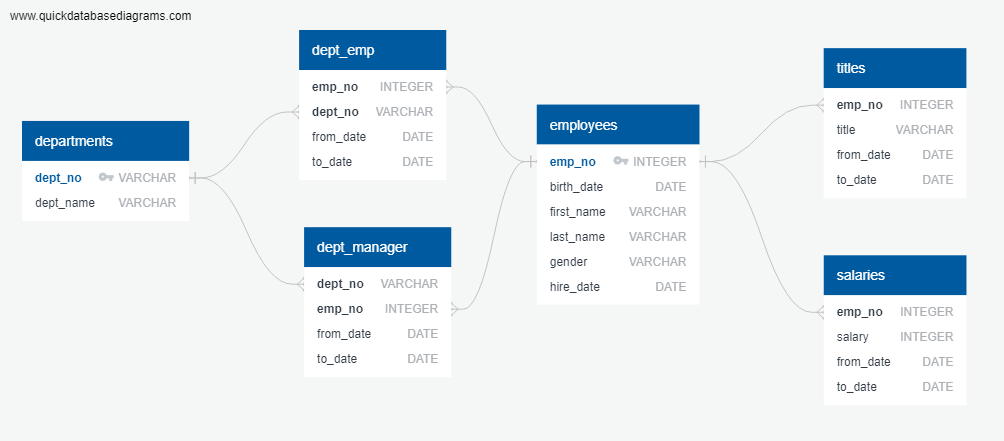 www.quickdatabasediagrams.com
departments
dept_no VARCHAR
dept_name VARCHAR
dept_emp
emp_no INTEGER
dept_no VARCHAR
from_date DATE
to_date DATE
dept_manager
dept_no VARCHAR
emp_no INTEGER
from_date DATE
to_date DATE
employees
emp_no INTEGER
birth_date DATE
first_name VARCHAR
last_name VARCHAR
gender VARCHAR
hire_date DATE
titles
emp_no INTEGER
title VARCHAR
from_date DATE
to_date DATE
salaries
emp_no INTEGER
salary INTEGER
from_date DATE
to_date DATE